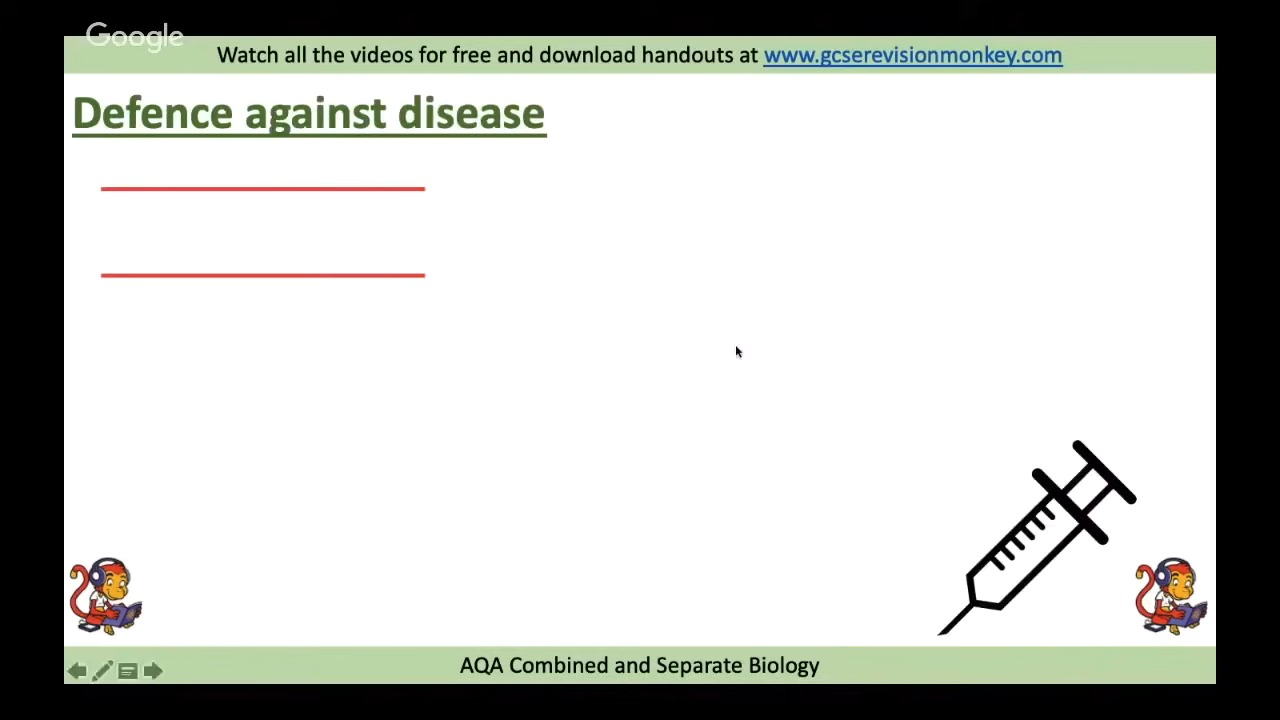 Google
Watch all the videos for free and download handouts at www.gcserevisionmonkey.com
Defence against disease
AQA Combined and Separate Biology